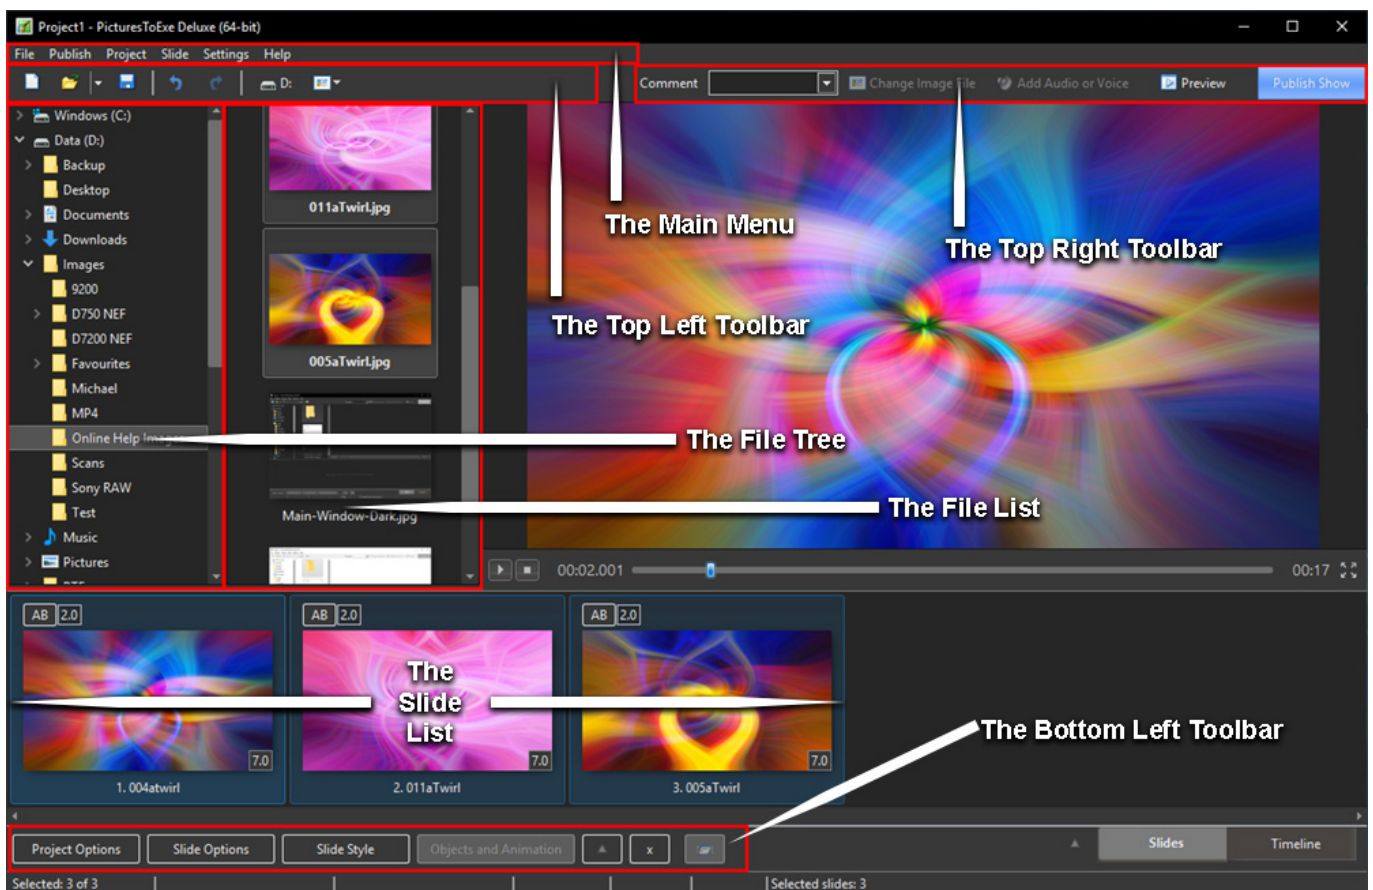 Project1 - PicturesToExe Deluxe (64-bit)
File Publish Project Slide Settings Help
D:
Comment
Change Image File
Add Audio or Voice
Preview
Publish Show
Windows (C:)
Data (D:)
Backup
Desktop
Documents
Downloads
Images
9200
D750 NEF
D7200 NEF
Favourites
Michael
MP4
Online Help Images
Scans
Sony RAW
Test
Music
Pictures
011aTwirl.jpg
005aTwirl.jpg
Main-Window-Dark.jpg
The Main Menu
The Top Right Toolbar
The Top Left Toolbar
The File Tree
The File List
00:02.001
00:17
AB 2.0
7.0
1. 004atwirl
AB 2.0
7.0
2. 011aTwirl
AB 2.0
7.0
3. 005aTwirl
The
Slide
List
The Bottom Left Toolbar
Project Options
Slide Options
Slide Style
Objects and Animation
x
Slides
Timeline
Selected: 3 of 3
Selected slides: 3